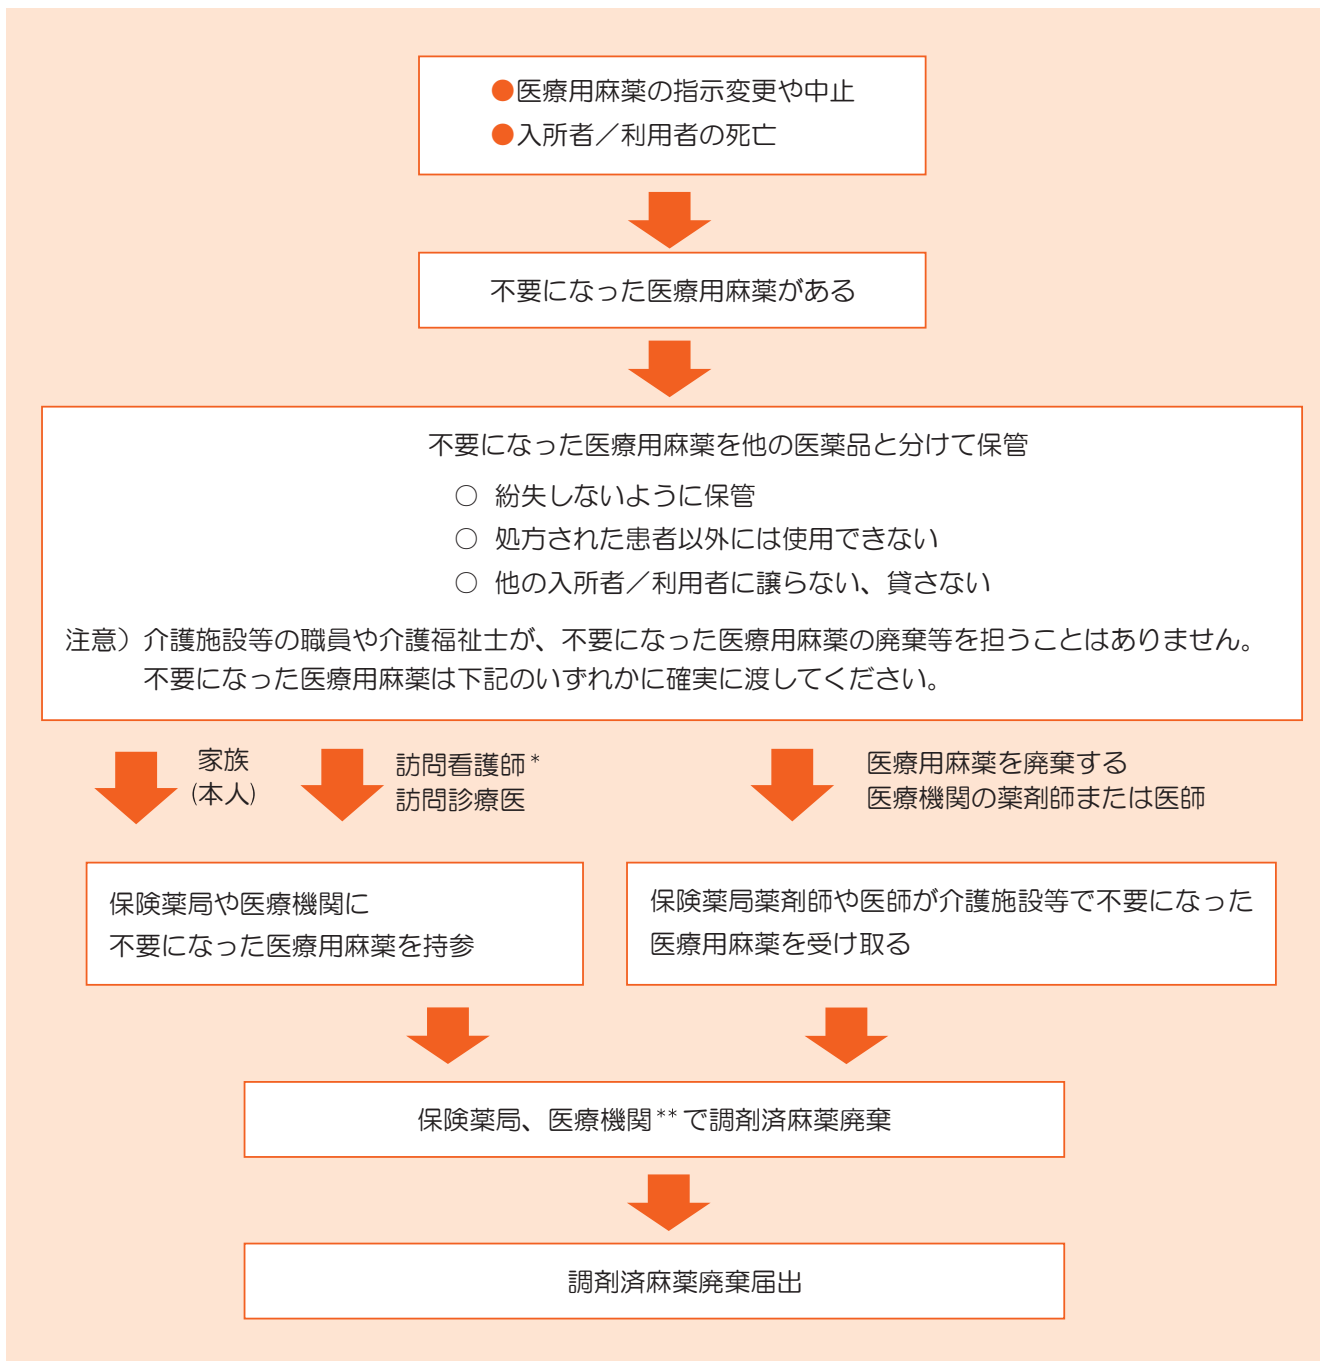 ●医療用麻薬の指示変更や中止
●入所者／利用者の死亡
不要になった医療用麻薬がある
不要になった医療用麻薬を他の医薬品と分けて保管
○ 紛失しないように保管
○ 処方された患者以外には使用できない
○ 他の入所者／利用者に譲らない、貸さない
注意）介護施設等の職員や介護福祉士が、不要になった医療用麻薬の廃棄等を担うことはありません。
不要になった医療用麻薬は下記のいずれかに確実に渡してください。
家族
(本人)
訪問看護師*
訪問診療医
医療用麻薬を廃棄する
医療機関の薬剤師または医師
保険薬局や医療機関に
不要になった医療用麻薬を持参
保険薬局薬剤師や医師が介護施設等で不要になった
医療用麻薬を受け取る
保険薬局、医療機関**で調剤済麻薬廃棄
調剤済麻薬廃棄届出